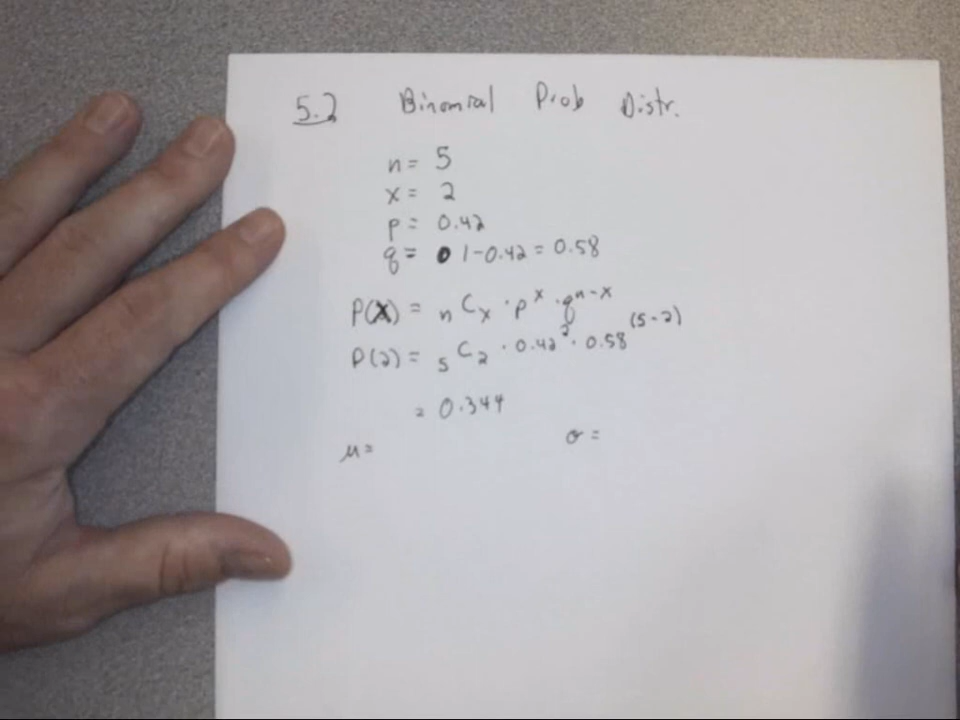 5.2 Binomial Prob Distr.
n = 5
x = 2
p = 0.42
q = 1-0.42 = 0.58
P(X) = nCx · p^x · q^n-x
P(2) = 5C2 · 0.42^2 · 0.58^(5-2)
= 0.344
μ= σ =